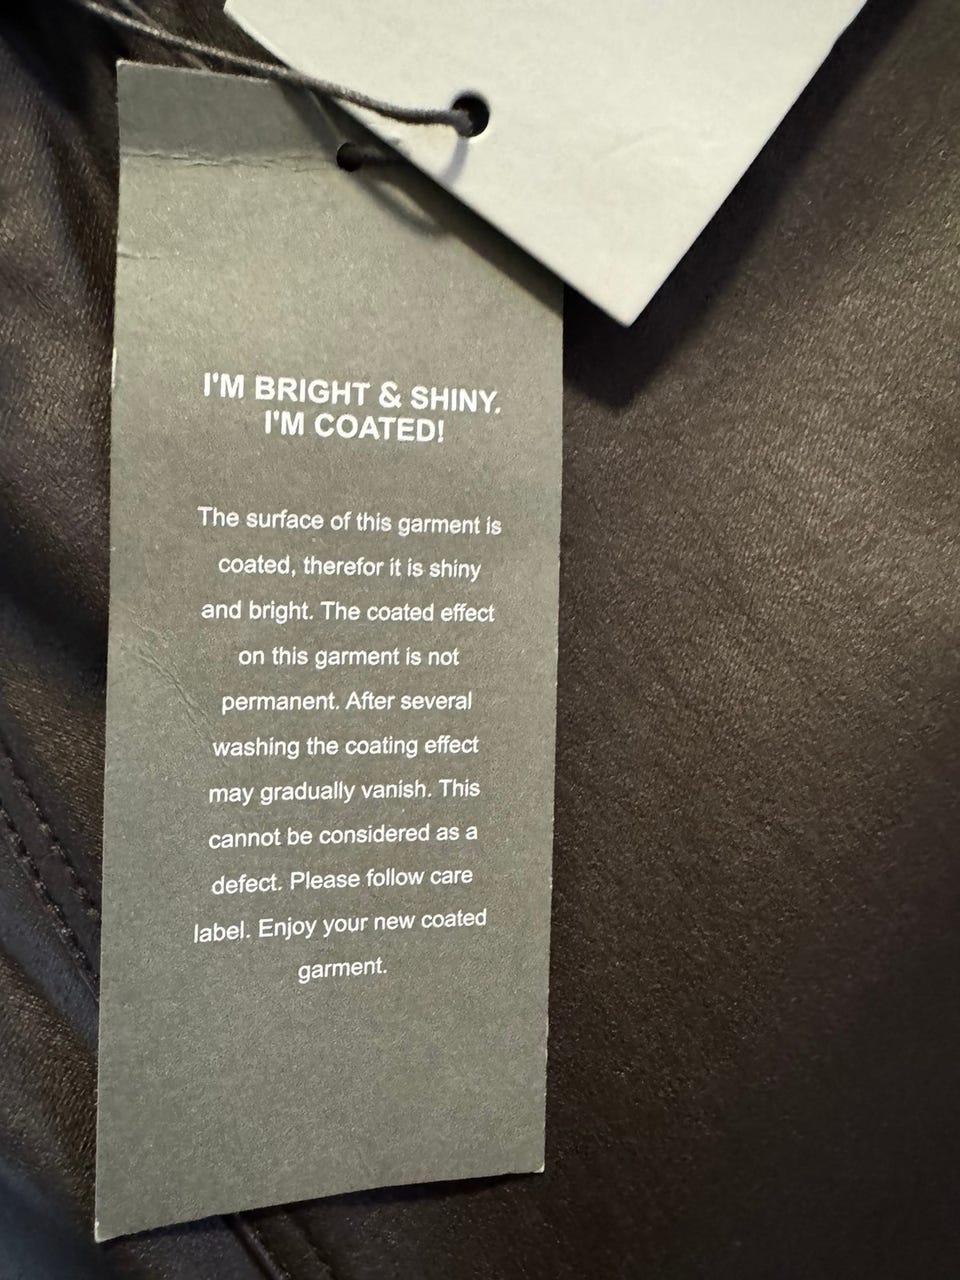 I'M BRIGHT & SHINY.
I'M COATED!
The surface of this garment is
coated, therefor it is shiny
and bright. The coated effect
on this garment is not
permanent. After several
washing the coating effect
may gradually vanish. This
cannot be considered as a
defect. Please follow care
label. Enjoy your new coated
garment.